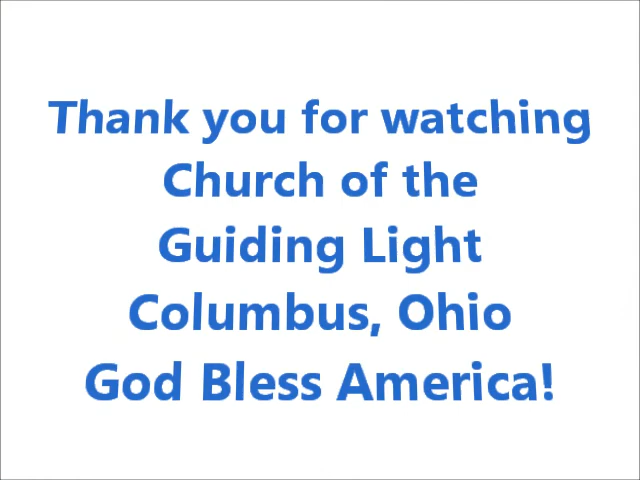 Thank you for watching
Church of the
Guiding Light
Columbus, Ohio
God Bless America!